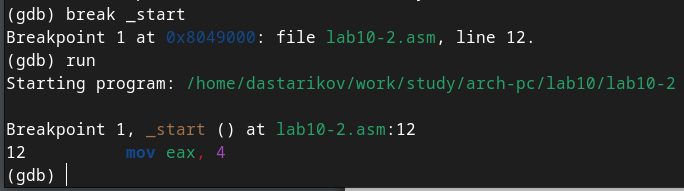 (gdb) break _start
Breakpoint 1 at 0x8049000: file lab10-2.asm, line 12.
(gdb) run
Starting program: /home/dastarikov/work/study/arch-pc/lab10/lab10-2
Breakpoint 1, _start () at lab10-2.asm:12
12 mov eax, 4
(gdb)